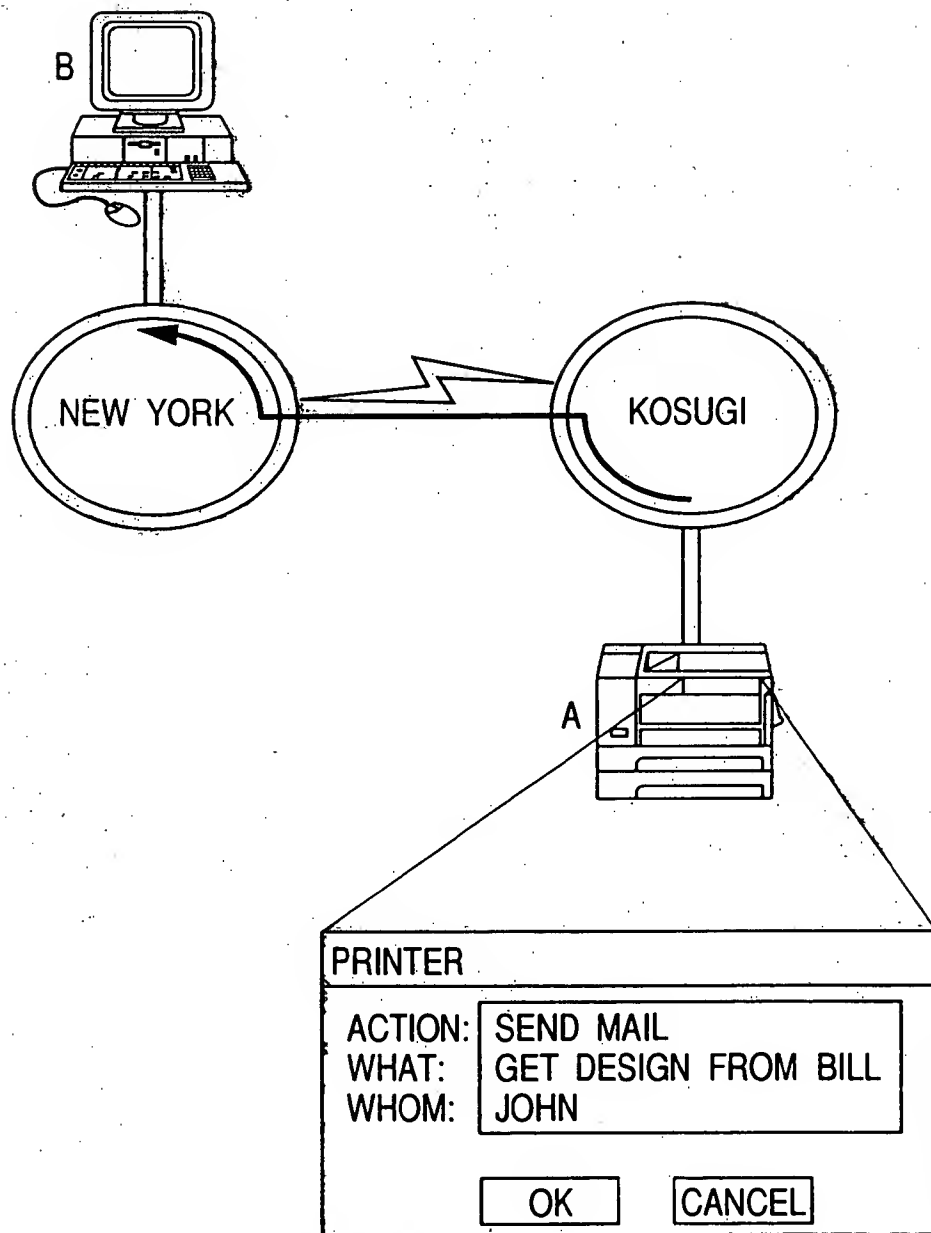 B
NEW YORK
KOSUGI
A
PRINTER
ACTION: SEND MAIL
WHAT: GET DESIGN FROM BILL
WHOM: JOHN
OK CANCEL